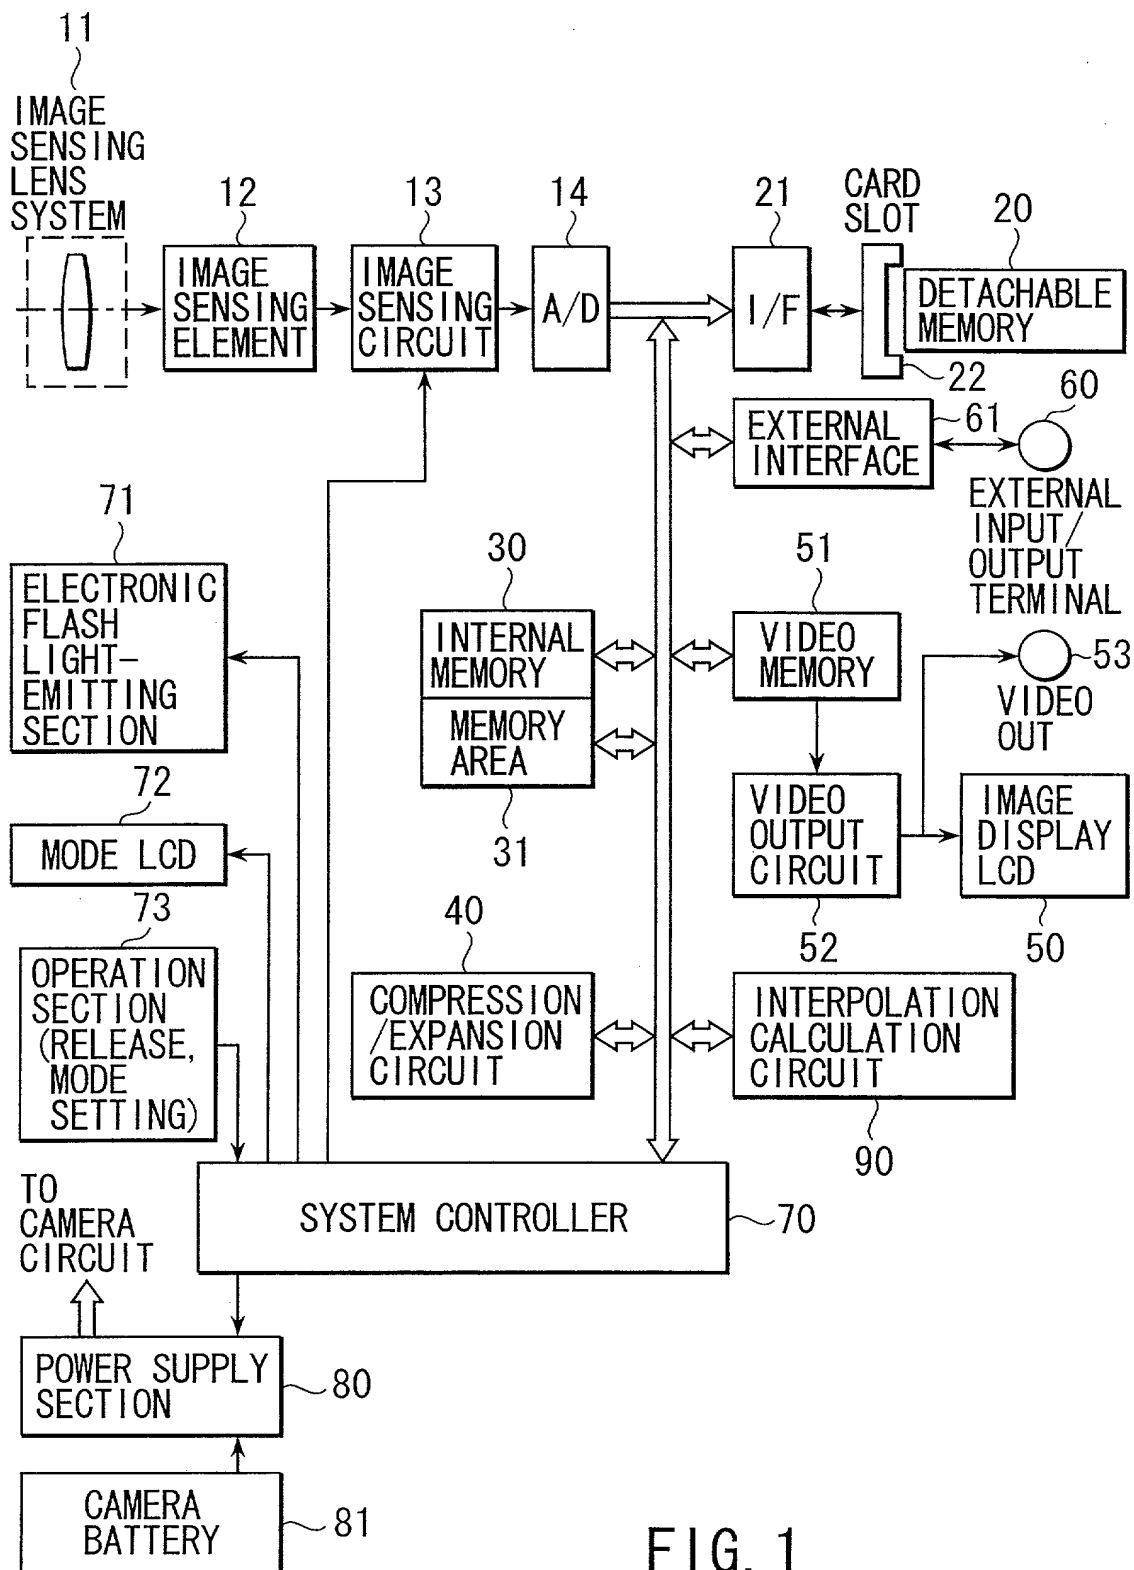 11
IMAGE
SENSING
LENS
SYSTEM
12
IMAGE
SENSING
ELEMENT
13
IMAGE
SENSING
CIRCUIT
14
A/D
21
I/F
CARD
SLOT
22
20
DETACHABLE
MEMORY
EXTERNAL
INTERFACE
61
60
EXTERNAL
INPUT/
OUTPUT
TERMINAL
71
ELECTRONIC
FLASH
LIGHT-
EMITTING
SECTION
30
INTERNAL
MEMORY
MEMORY
AREA
31
51
VIDEO
MEMORY
53
VIDEO
OUT
72
MODE LCD
VIDEO
OUTPUT
CIRCUIT
52
IMAGE
DISPLAY
LCD
50
73
OPERATION
SECTION
(RELEASE,
MODE
SETTING)
40
COMPRESSION
/EXPANSION
CIRCUIT
INTERPOLATION
CALCULATION
CIRCUIT
90
TO
CAMERA
CIRCUIT
SYSTEM CONTROLLER
70
POWER SUPPLY
SECTION
80
CAMERA
BATTERY
81
FIG. 1